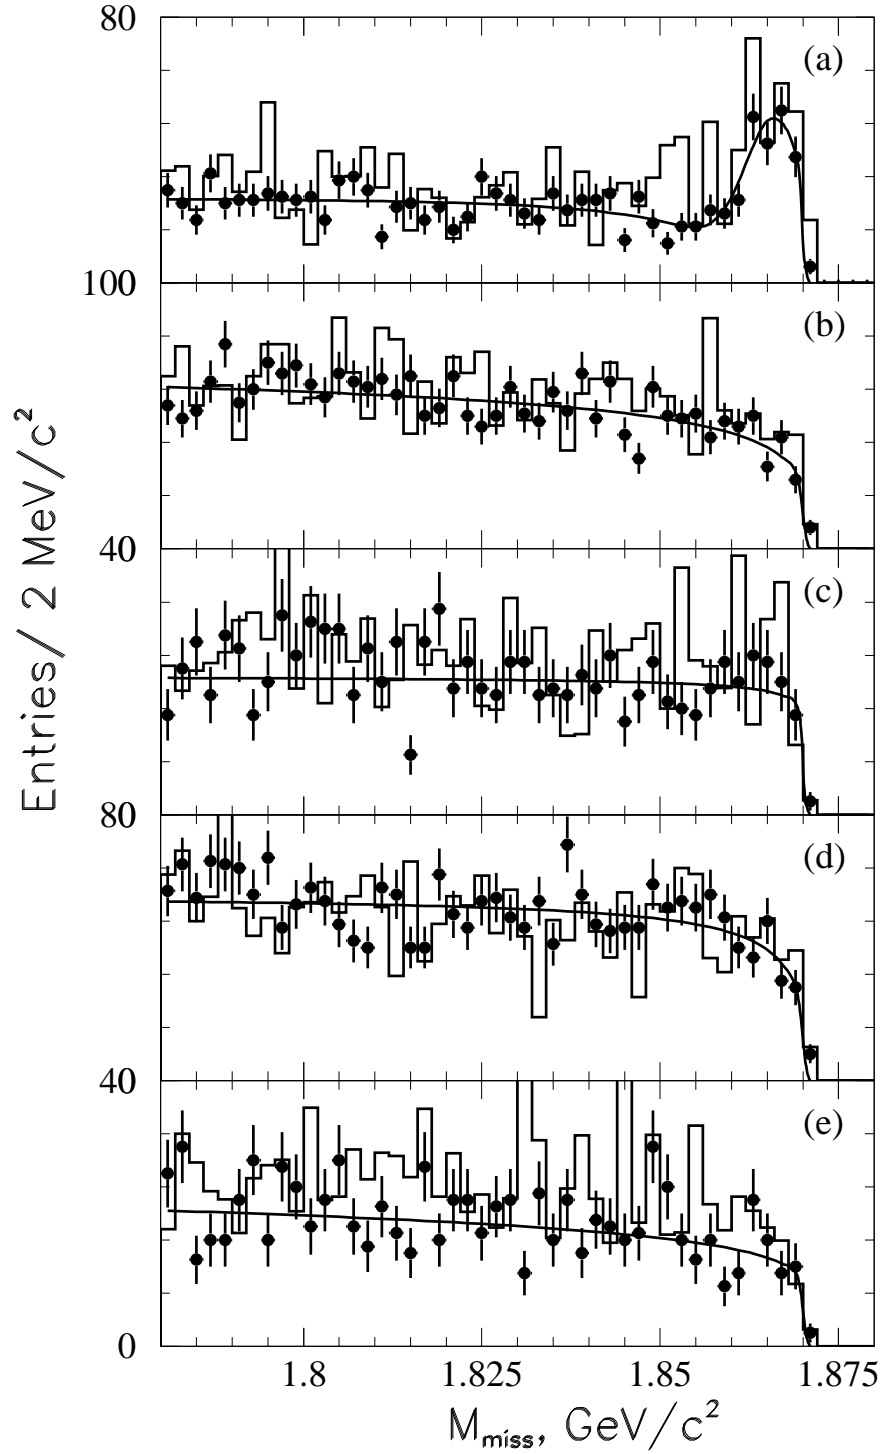 80
(a)
100
(b)
40
(c)
80
(d)
40
(e)
0
1.8 1.825 1.85 1.875
M_miss, GeV/c²
Entries/ 2 MeV/c²